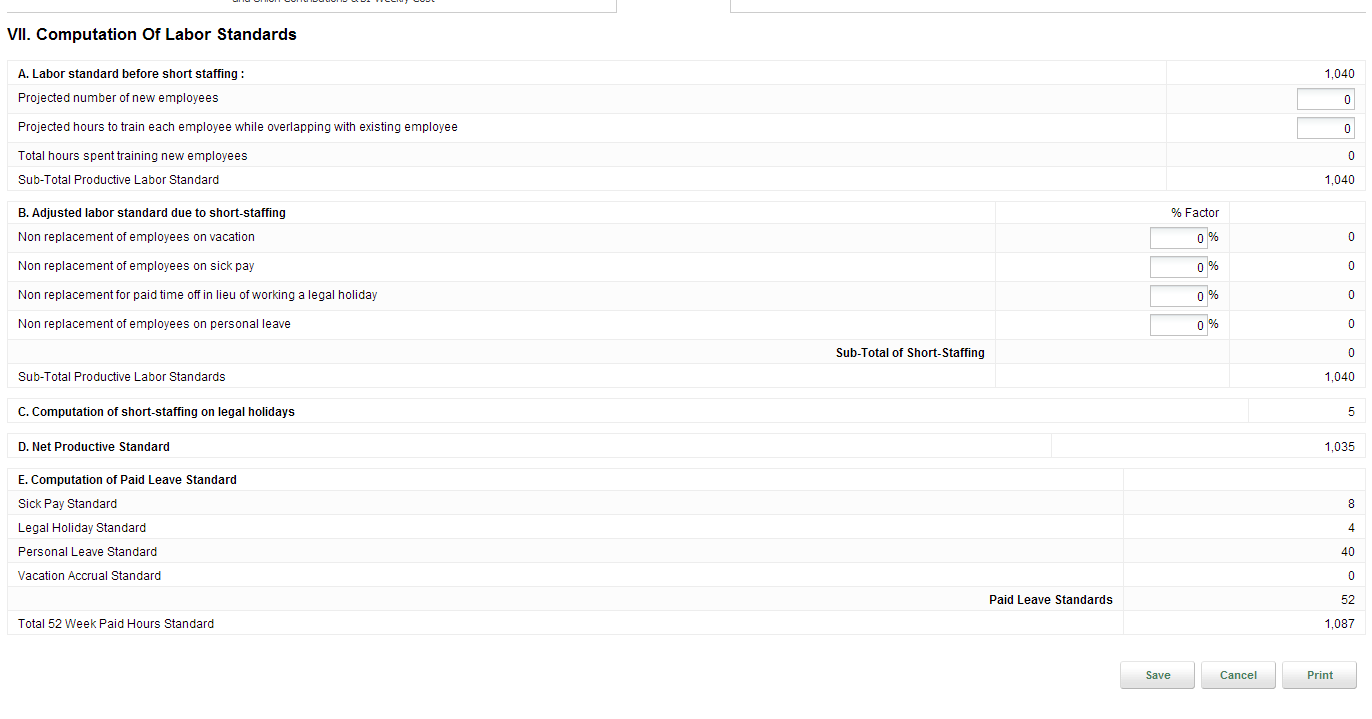 and Union Contributions & Bi-Weekly Cost
VII. Computation Of Labor Standards
A. Labor standard before short staffing : 1,040
Projected number of new employees 0
Projected hours to train each employee while overlapping with existing employee 0
Total hours spent training new employees 0
Sub-Total Productive Labor Standard 1,040
B. Adjusted labor standard due to short-staffing % Factor
Non replacement of employees on vacation 0 % 0
Non replacement of employees on sick pay 0 % 0
Non replacement for paid time off in lieu of working a legal holiday 0 % 0
Non replacement of employees on personal leave 0 % 0
Sub-Total of Short-Staffing 0
Sub-Total Productive Labor Standards 1,040
C. Computation of short-staffing on legal holidays 5
D. Net Productive Standard 1,035
E. Computation of Paid Leave Standard
Sick Pay Standard 8
Legal Holiday Standard 4
Personal Leave Standard 40
Vacation Accrual Standard 0
Paid Leave Standards 52
Total 52 Week Paid Hours Standard 1,087
Save Cancel Print